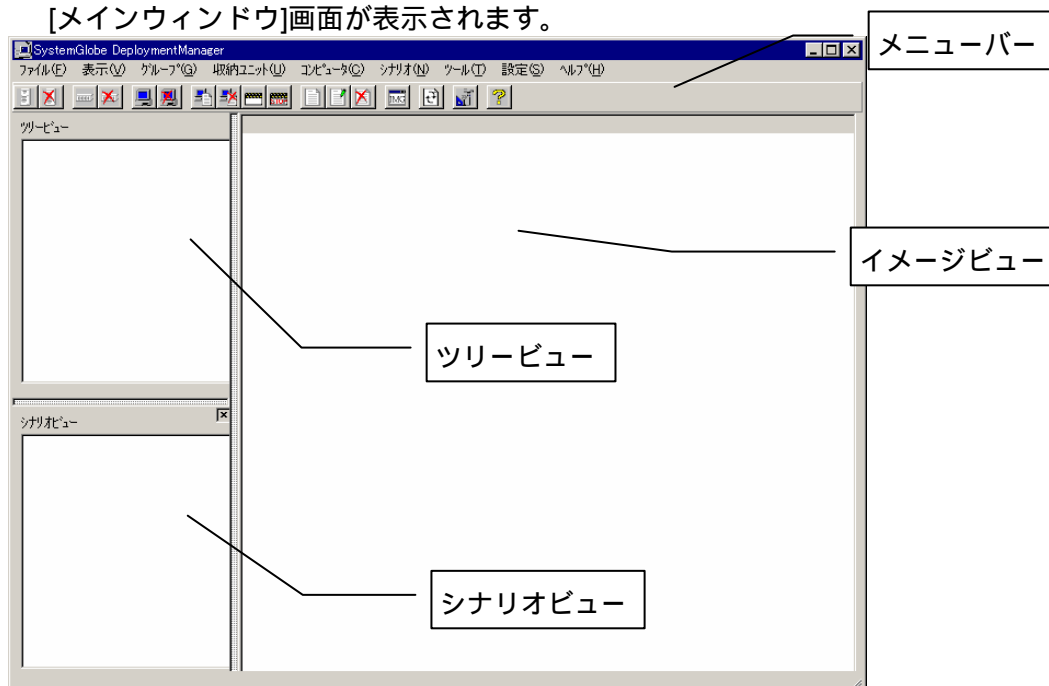 [メインウィンドウ]画面が表示されます。
SystemGlobe DeploymentManager
メニューバー
ファイル(F) 表示(V) グループ(G) 収納ユニット(U) コンピュータ(C) シナリオ(N) ツール(T) 設定(S) ヘルプ(H)
STOP IMG ?
ツリービュー
イメージビュー
ツリービュー
シナリオビュー
シナリオビュー